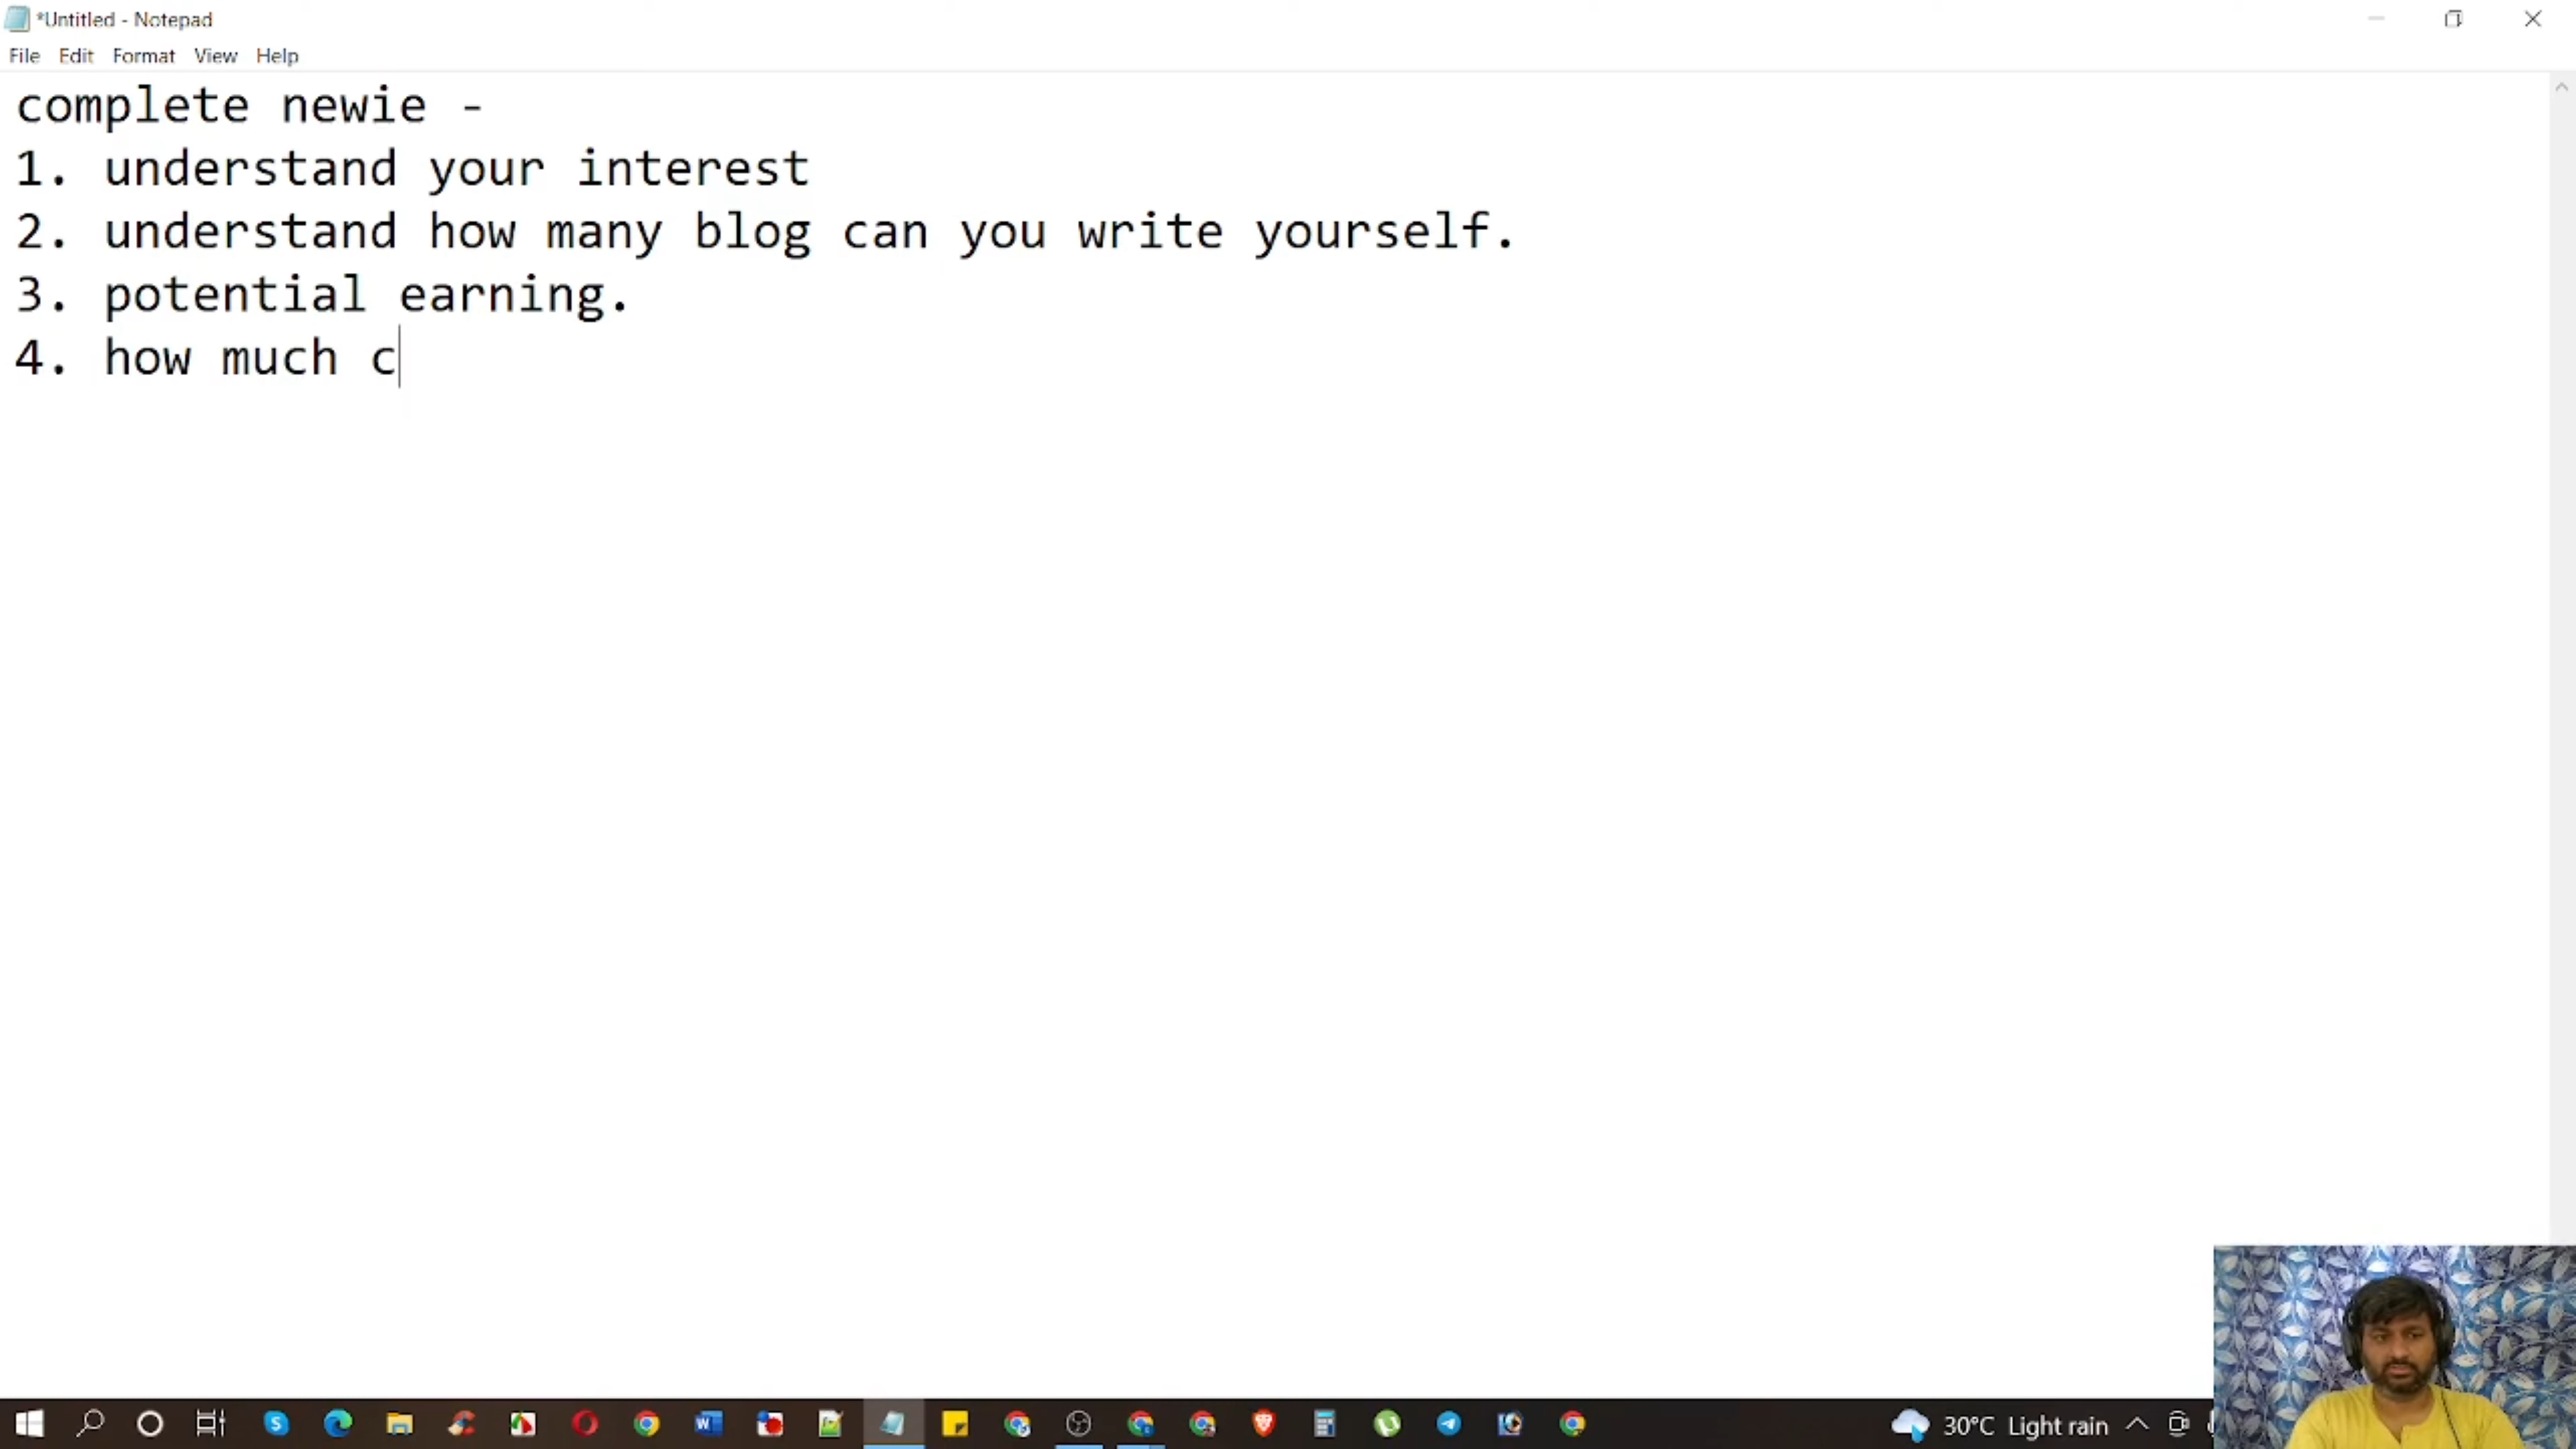 *Untitled - Notepad
File Edit Format View Help
complete newie -
1. understand your interest
2. understand how many blog can you write yourself.
3. potential earning.
4. how much c
30°C Light rain